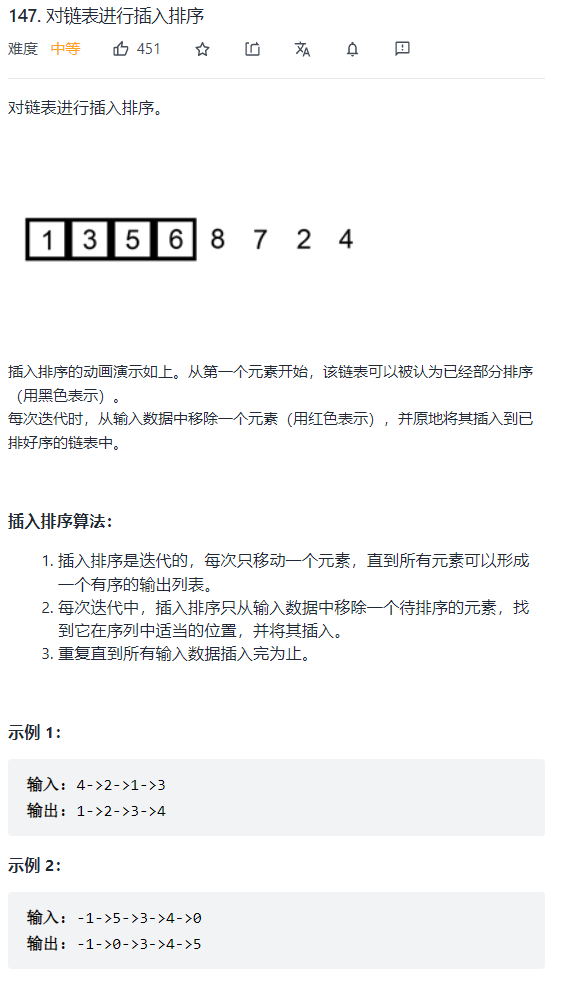 147. 对链表进行插入排序
难度 中等 451
对链表进行插入排序。
1 3 5 6 8 7 2 4
插入排序的动画演示如上。从第一个元素开始，该链表可以被认为已经部分排序
（用黑色表示）。
每次迭代时，从输入数据中移除一个元素（用红色表示），并原地将其插入到已
排好序的链表中。
插入排序算法：
1. 插入排序是迭代的，每次只移动一个元素，直到所有元素可以形成
一个有序的输出列表。
2. 每次迭代中，插入排序只从输入数据中移除一个待排序的元素，找
到它在序列中适当的位置，并将其插入。
3. 重复直到所有输入数据插入完为止。
示例 1：
输入：4->2->1->3
输出：1->2->3->4
示例 2：
输入：-1->5->3->4->0
输出：-1->0->3->4->5